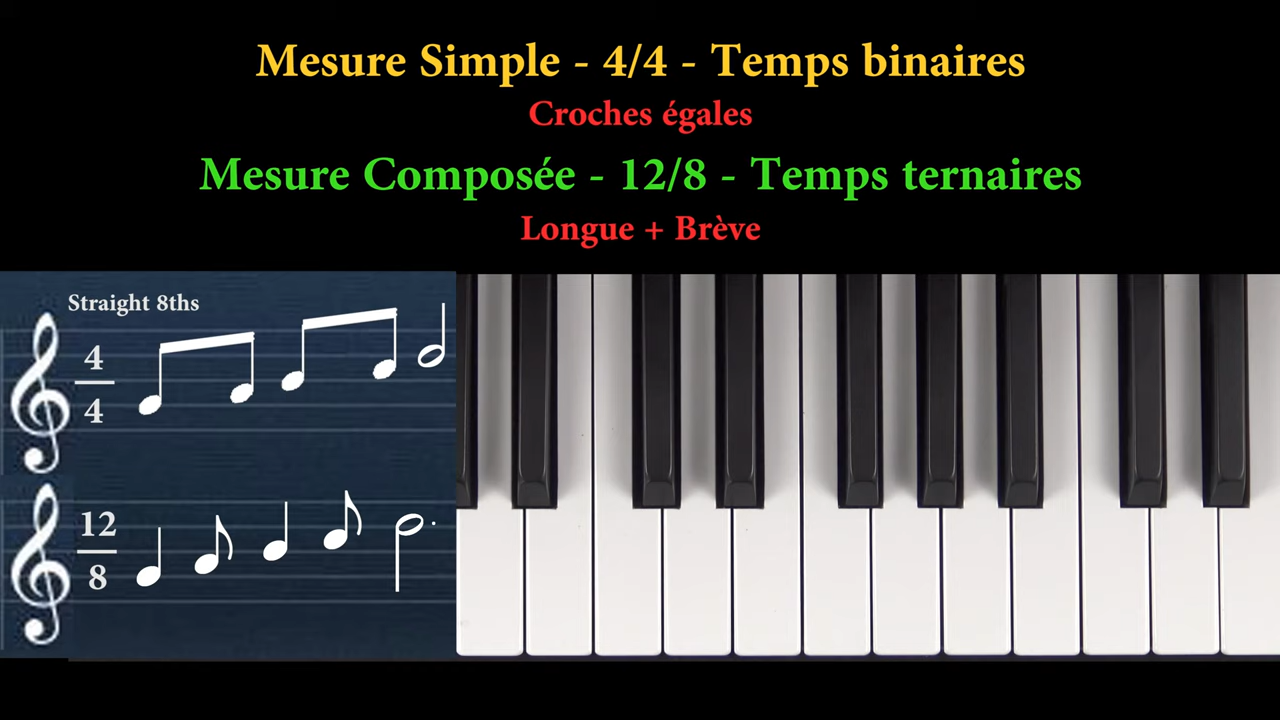 Mesure Simple - 4/4 - Temps binaires
Croches égales
Mesure Composée - 12/8 - Temps ternaires
Longue + Brève
Straight 8ths
4
4
12
8